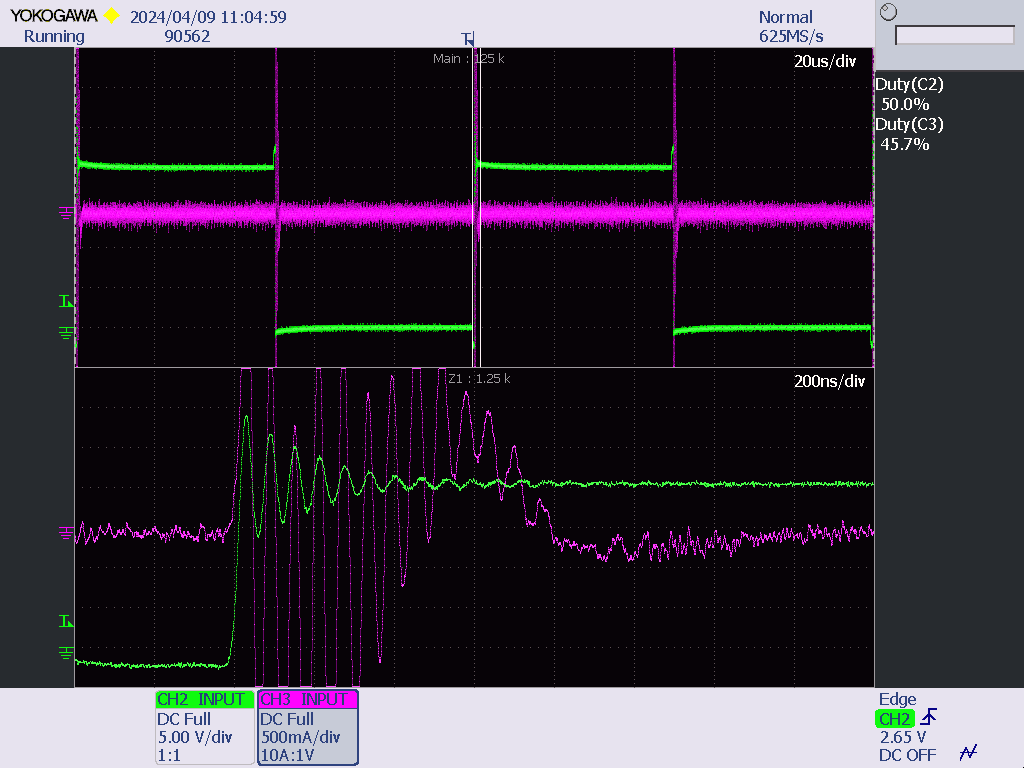 YOKOGAWA 2024/04/09 11:04:59 Normal
Running 90562 625MS/s
T
Main : 125 k 20us/div
Duty(C2)
50.0%
Duty(C3)
45.7%
T
Z1 : 1.25 k 200ns/div
T
CH2 INPUT CH3 INPUT Edge
DC Full DC Full CH2
5.00 V/div 500mA/div 2.65 V
1:1 10A:1V DC OFF